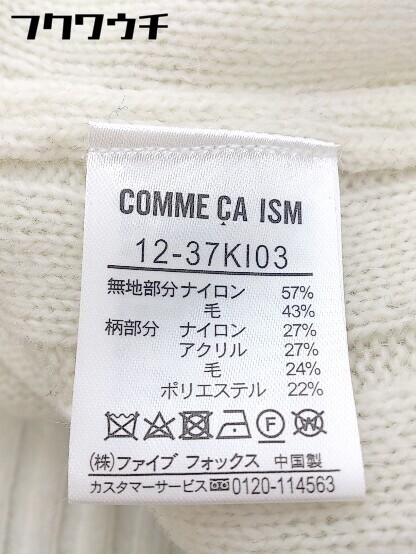 フクワウチ
COMME ÇA ISM
12-37KI03
無地部分 ナイロン 57%
毛 43%
柄部分 ナイロン 27%
アクリル 27%
毛 24%
ポリエステル 22%
(株)ファイブ フォックス 中国製
カスタマーサービス 0120-114563